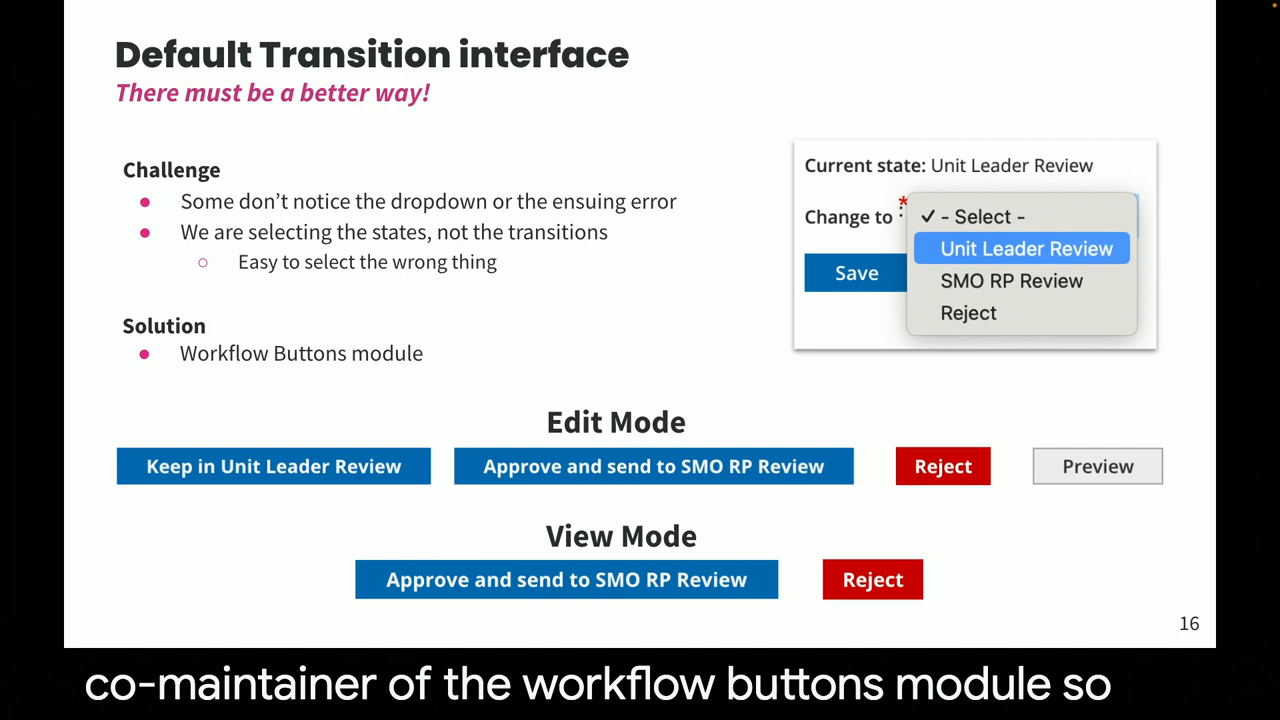 Default Transition interface
There must be a better way!
Challenge
● Some don’t notice the dropdown or the ensuing error
● We are selecting the states, not the transitions
○ Easy to select the wrong thing
Solution
● Workflow Buttons module
Current state: Unit Leader Review
Change to *
✓ - Select -
Unit Leader Review
SMO RP Review
Reject
Save
Edit Mode
Keep in Unit Leader Review Approve and send to SMO RP Review Reject Preview
View Mode
Approve and send to SMO RP Review Reject
16
co-maintainer of the workflow buttons module so